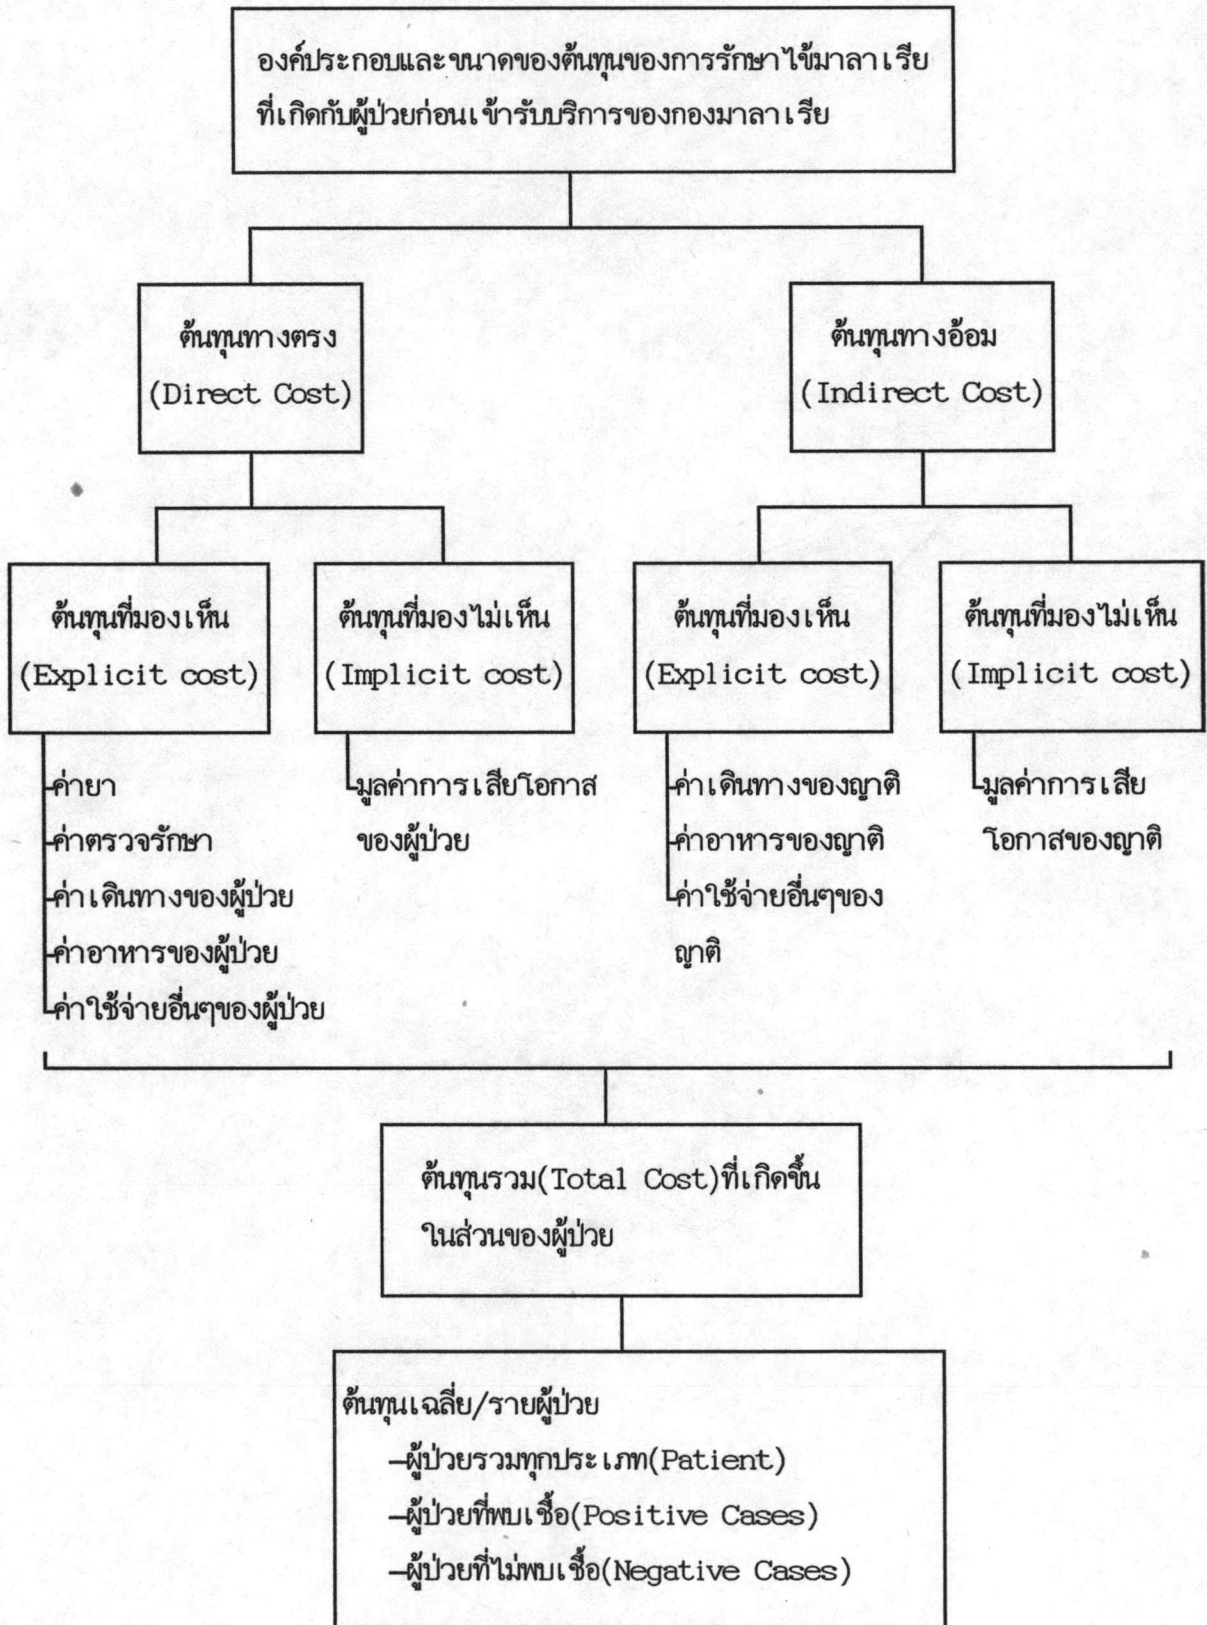 องค์ประกอบและขนาดของต้นทุนของการรักษาไข้มาลาเรีย
ที่เกิดกับผู้ป่วยก่อนเข้ารับบริการของกองมาลาเรีย
ต้นทุนทางตรง
(Direct Cost)
ต้นทุนทางอ้อม
(Indirect Cost)
ต้นทุนที่มองเห็น
(Explicit cost)
ต้นทุนที่มองไม่เห็น
(Implicit cost)
ต้นทุนที่มองเห็น
(Explicit cost)
ต้นทุนที่มองไม่เห็น
(Implicit cost)
ค่ายา
ค่าตรวจรักษา
ค่าเดินทางของผู้ป่วย
ค่าอาหารของผู้ป่วย
ค่าใช้จ่ายอื่นๆของผู้ป่วย
มูลค่าการเสียโอกาส
ของผู้ป่วย
ค่าเดินทางของญาติ
ค่าอาหารของญาติ
ค่าใช้จ่ายอื่นๆของ
ญาติ
มูลค่าการเสีย
โอกาสของญาติ
ต้นทุนรวม(Total Cost)ที่เกิดขึ้น
ในส่วนของผู้ป่วย
ต้นทุนเฉลี่ย/รายผู้ป่วย
-ผู้ป่วยรวมทุกประเภท(Patient)
-ผู้ป่วยที่พบเชื้อ(Positive Cases)
-ผู้ป่วยที่ไม่พบเชื้อ(Negative Cases)